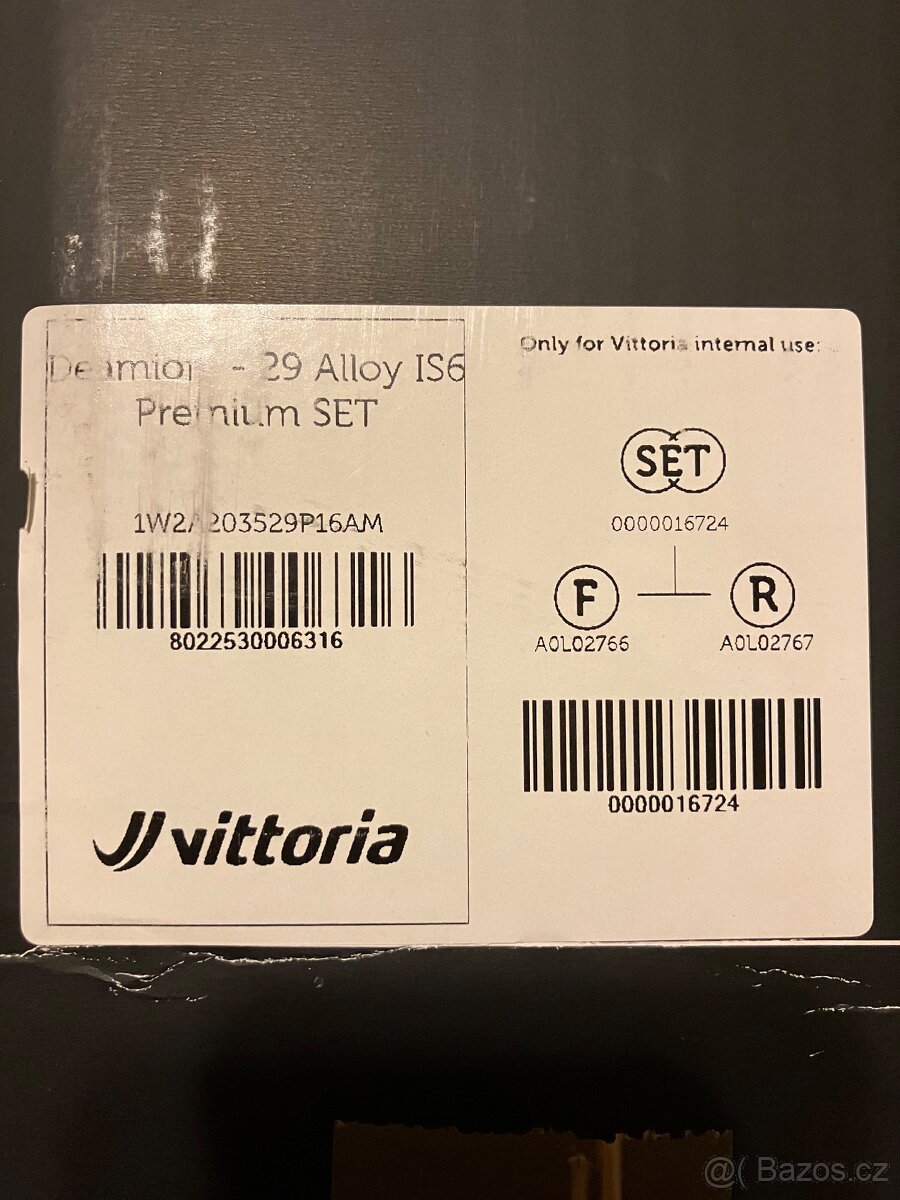 - 29 Alloy IS6
Premium SET
1W2A203529P16AM
8022530006316
vittoria
Only for Vittoria internal use:
SET
0000016724
F
R
A0L02766
A0L02767
0000016724
@( Bazos.cz